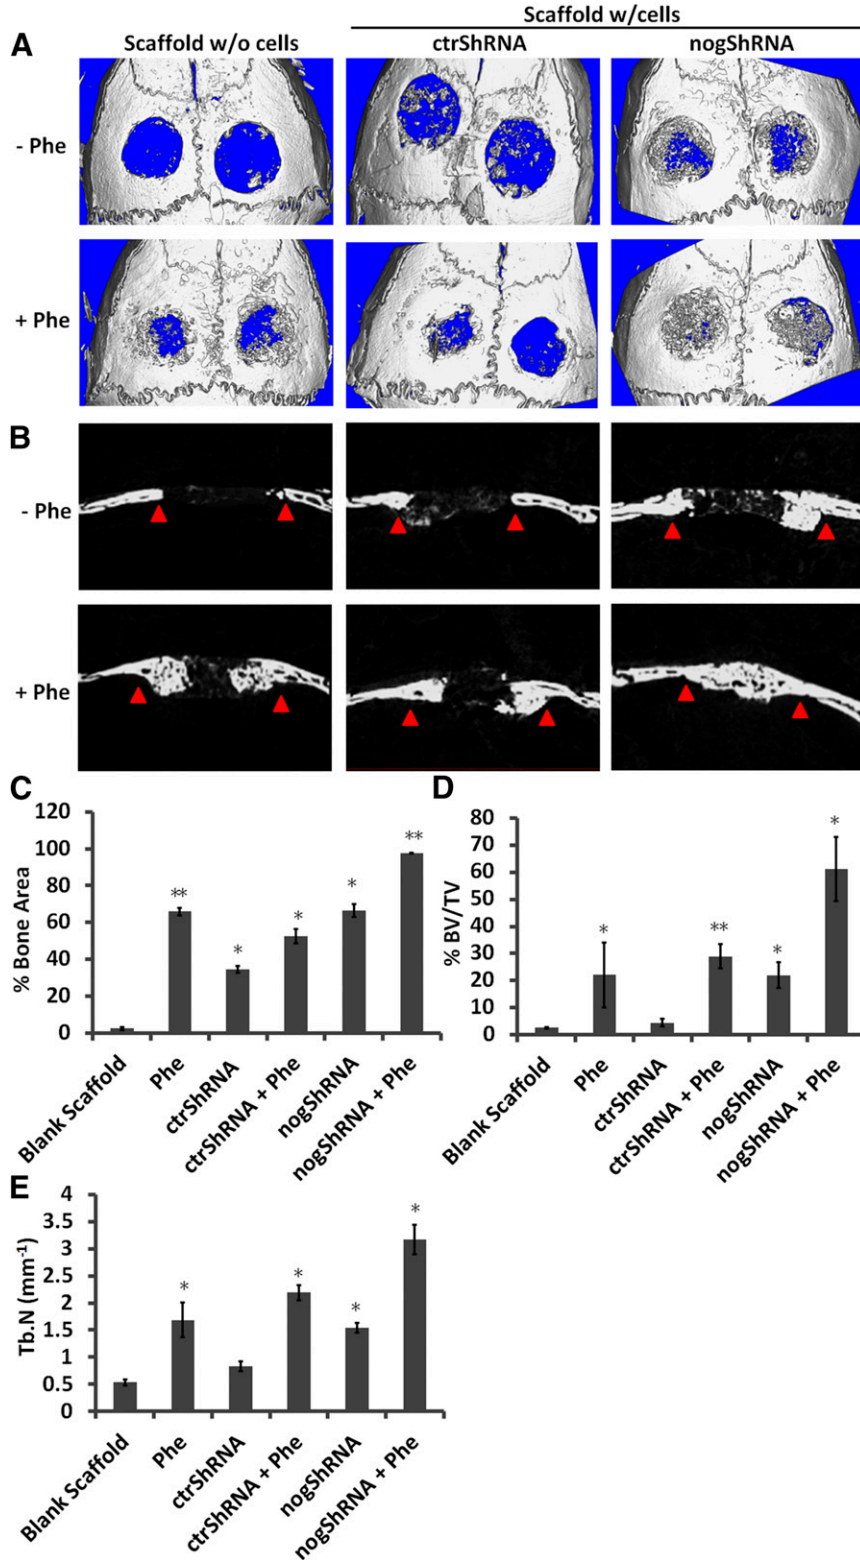 Scaffold w/cells
A
Scaffold w/o cells
ctrShRNA
nogShRNA
- Phe
+ Phe
B
- Phe
+ Phe
C
% Bone Area
120
100
80
60
40
20
0
**
*
*
*
**
Blank Scaffold
Phe
ctrShRNA
ctrShRNA + Phe
nogShRNA
nogShRNA + Phe
D
% BV/TV
80
70
60
50
40
30
20
10
0
*
**
*
*
Blank Scaffold
Phe
ctrShRNA
ctrShRNA + Phe
nogShRNA
nogShRNA + Phe
E
Tb.N (mm⁻¹)
4
3.5
3
2.5
2
1.5
1
0.5
0
*
*
*
*
Blank Scaffold
Phe
ctrShRNA
ctrShRNA + Phe
nogShRNA
nogShRNA + Phe